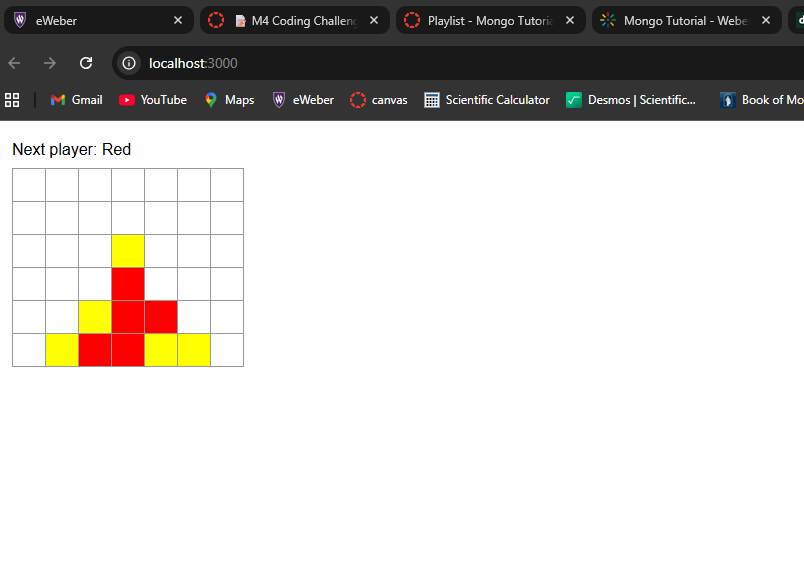 eWeber
M4 Coding Challen
Playlist - Mongo Tutoria
Mongo Tutorial - Webe
localhost:3000
Gmail
YouTube
Maps
eWeber
canvas
Scientific Calculator
Desmos | Scientific...
Book of Mo
Next player: Red